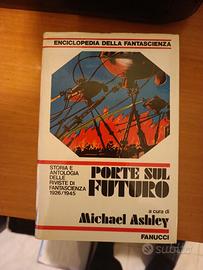 ENCICLOPEDIA DELLA FANTASCIENZA
STORIA E
ANTOLOGIA
DELLE
RIVISTE DI
FANTASCIENZA
1926/1945
PORTE SUL
FUTURO
a cura di
Michael Ashley
FANUCCI
Subito